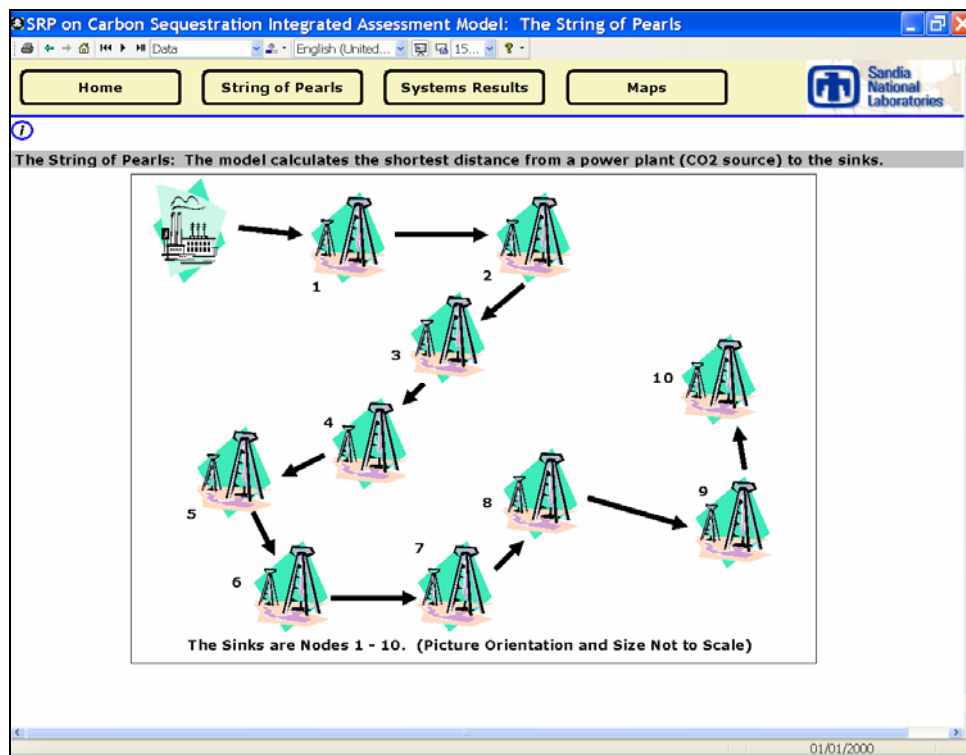 SRP on Carbon Sequestration Integrated Assessment Model: The String of Pearls
Data English (United... 15...
Home String of Pearls Systems Results Maps
Sandia
National
Laboratories
i
The String of Pearls: The model calculates the shortest distance from a power plant (CO2 source) to the sinks.
1
2
3
10
4
5
8
9
7
6
The Sinks are Nodes 1 - 10. (Picture Orientation and Size Not to Scale)
01/01/2000